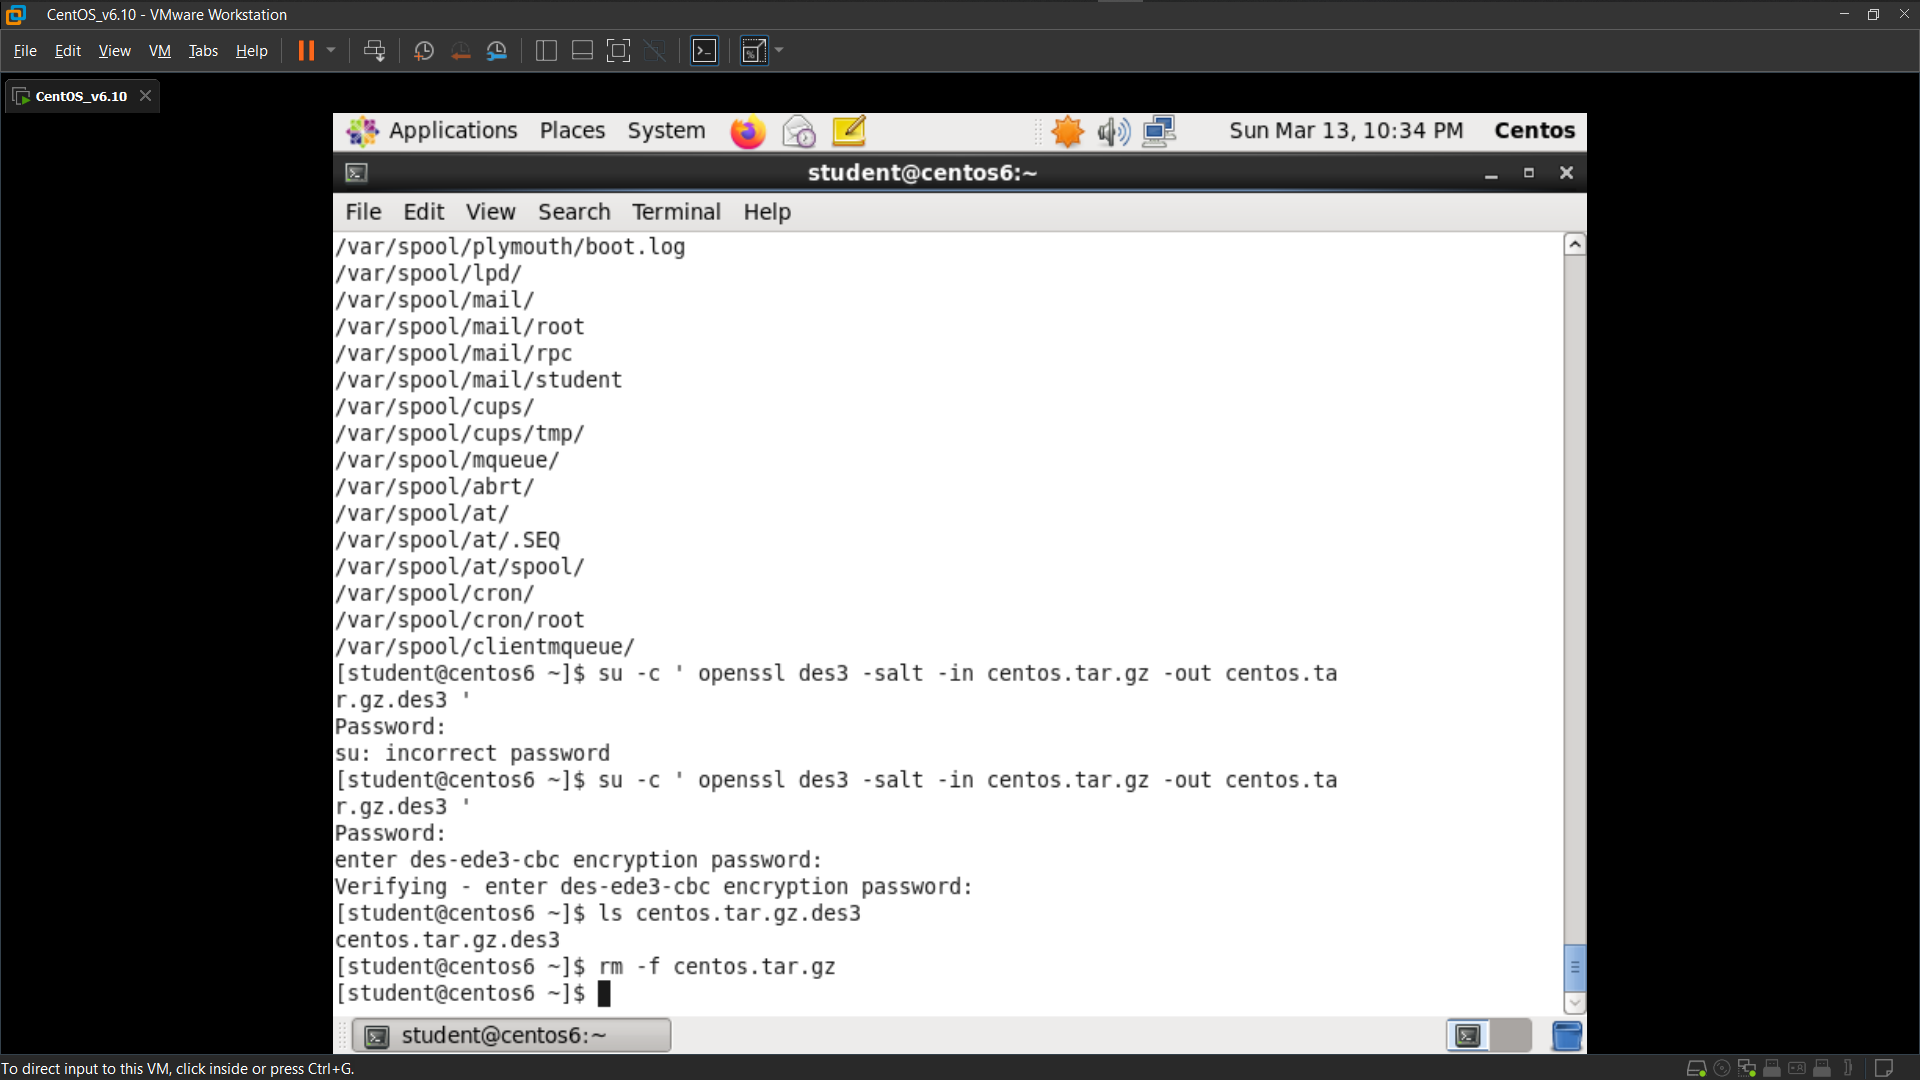 CentOS_v6.10 - VMware Workstation
File Edit View VM Tabs Help
CentOS_v6.10
Applications Places System Sun Mar 13, 10:34 PM Centos
student@centos6:~
File Edit View Search Terminal Help
/var/spool/plymouth/boot.log
/var/spool/lpd/
/var/spool/mail/
/var/spool/mail/root
/var/spool/mail/rpc
/var/spool/mail/student
/var/spool/cups/
/var/spool/cups/tmp/
/var/spool/mqueue/
/var/spool/abrt/
/var/spool/at/
/var/spool/at/.SEQ
/var/spool/at/spool/
/var/spool/cron/
/var/spool/cron/root
/var/spool/clientmqueue/
[student@centos6 ~]$ su -c ' openssl des3 -salt -in centos.tar.gz -out centos.ta
r.gz.des3 '
Password:
su: incorrect password
[student@centos6 ~]$ su -c ' openssl des3 -salt -in centos.tar.gz -out centos.ta
r.gz.des3 '
Password:
enter des-ede3-cbc encryption password:
Verifying - enter des-ede3-cbc encryption password:
[student@centos6 ~]$ ls centos.tar.gz.des3
centos.tar.gz.des3
[student@centos6 ~]$ rm -f centos.tar.gz
[student@centos6 ~]$
student@centos6:~
To direct input to this VM, click inside or press Ctrl+G.